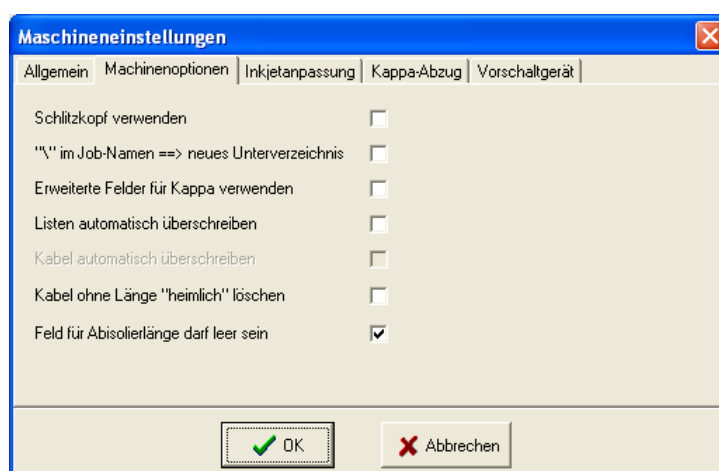 Maschineneinstellungen
Allgemein Machinenoptionen Inkjetanpassung Kappa-Abzug Vorschaltgerät
Schlitzkopf verwenden
"\" im Job-Namen ==> neues Unterverzeichnis
Erweiterte Felder für Kappa verwenden
Listen automatisch überschreiben
Kabel automatisch überschreiben
Kabel ohne Länge "heimlich" löschen
Feld für Abisolierlänge darf leer sein
OK Abbrechen